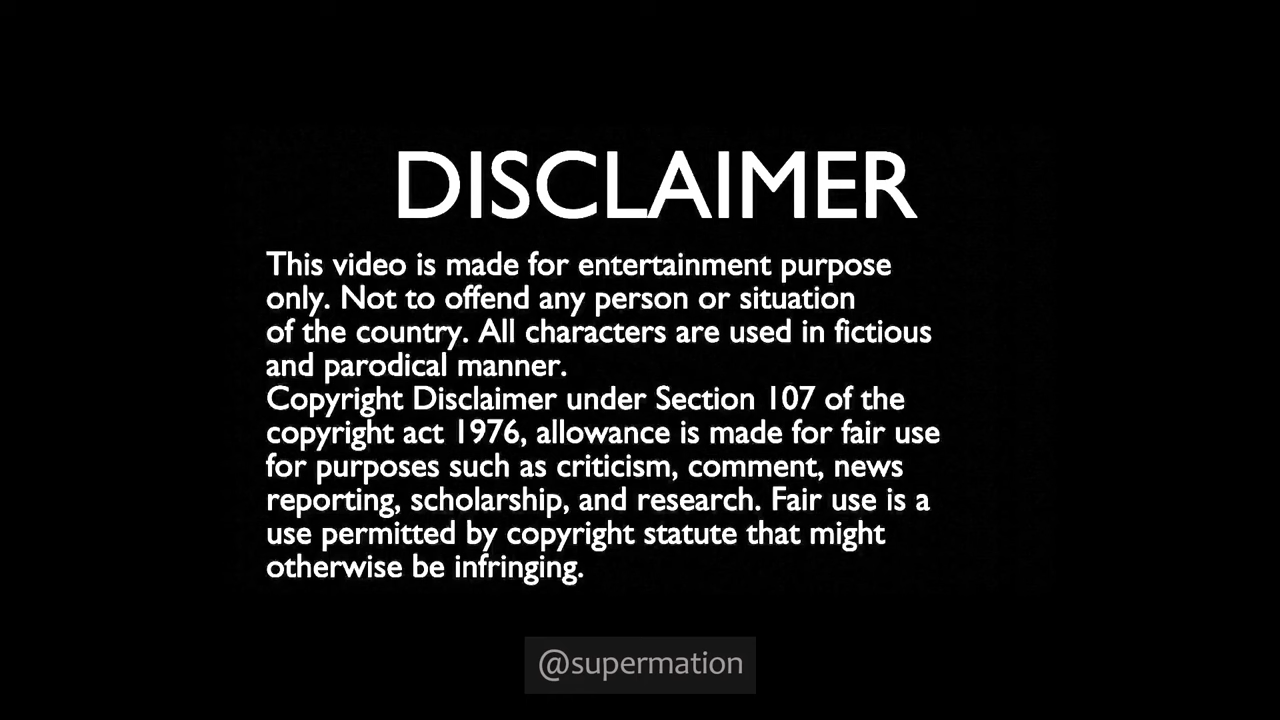 DISCLAIMER
This video is made for entertainment purpose
only. Not to offend any person or situation
of the country. All characters are used in fictious
and parodical manner.
Copyright Disclaimer under Section 107 of the
copyright act 1976, allowance is made for fair use
for purposes such as criticism, comment, news
reporting, scholarship, and research. Fair use is a
use permitted by copyright statute that might
otherwise be infringing.
@supermation